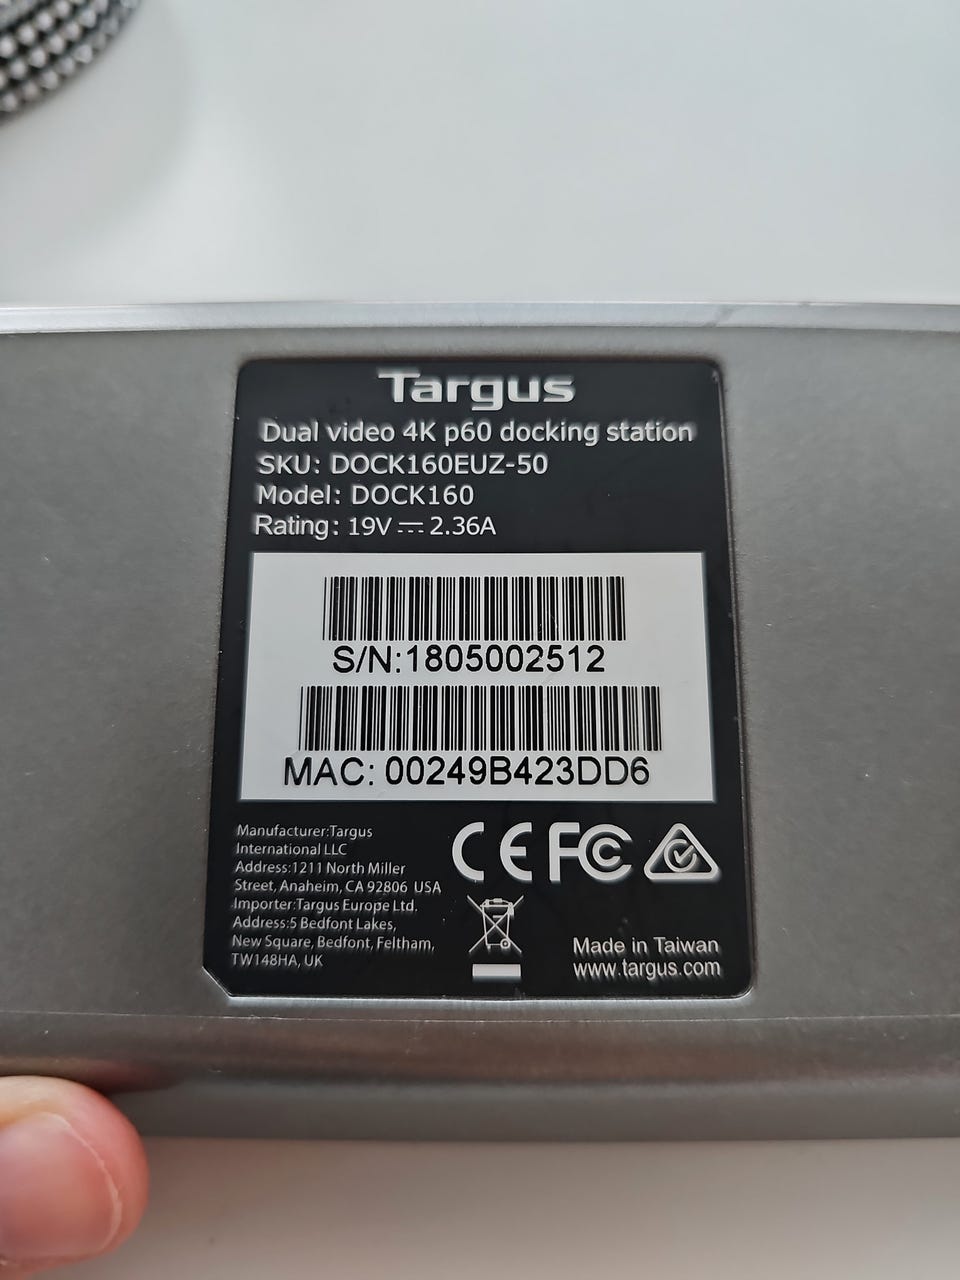 Targus
Dual video 4K p60 docking station
SKU: DOCK160EUZ-50
Model: DOCK160
Rating: 19V ⎓ 2.36A
S/N:1805002512
MAC: 00249B423DD6
Manufacturer:Targus
International LLC
Address:1211 North Miller
Street, Anaheim, CA 92806 USA
Importer:Targus Europe Ltd.
Address:5 Bedfont Lakes,
New Square, Bedfont, Feltham,
TW148HA, UK
CE FC
Made in Taiwan
www.targus.com